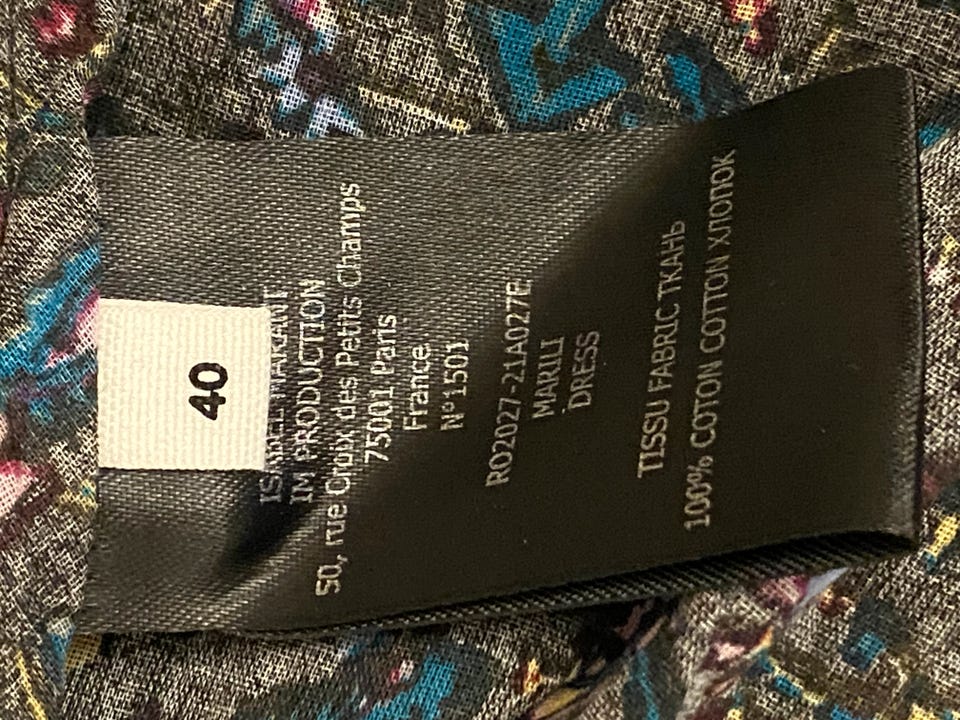 40
IM PRODUCTION
50, rue Croix des Petits Champs
75001 Paris
France
N°1501
RO2027-21A027E
MARILI
DRESS
TISSU FABRIC ТКАНЬ
100% COTON COTTON ХЛОПОК